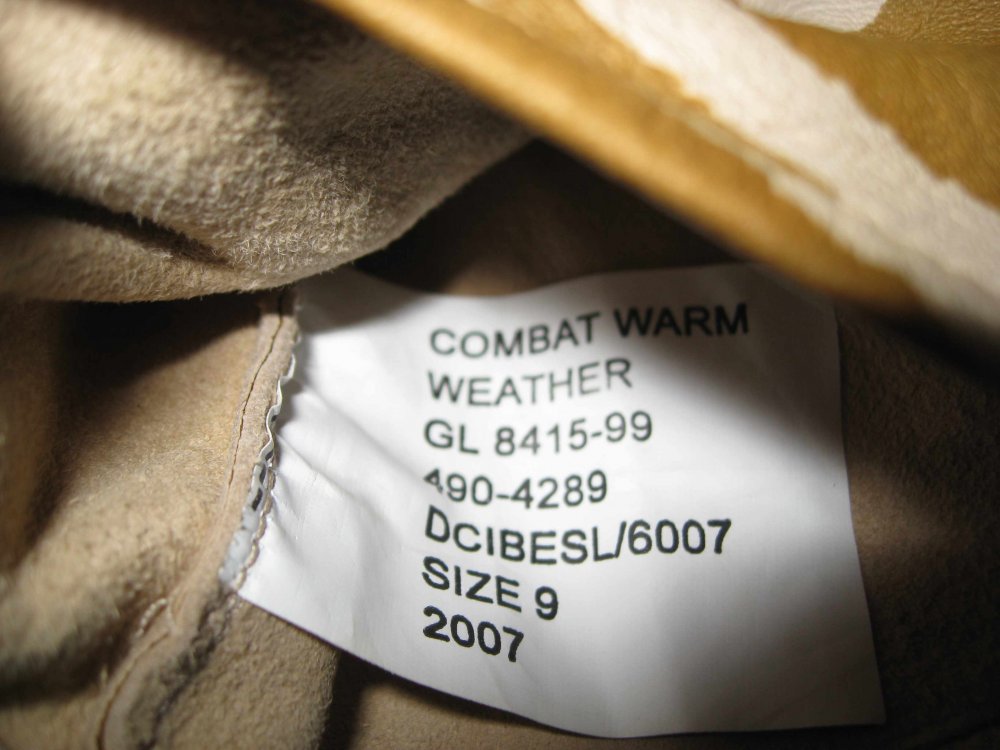 COMBAT WARM
WEATHER
GL 8415-99
490-4289
DCIBESL/6007
SIZE 9
2007